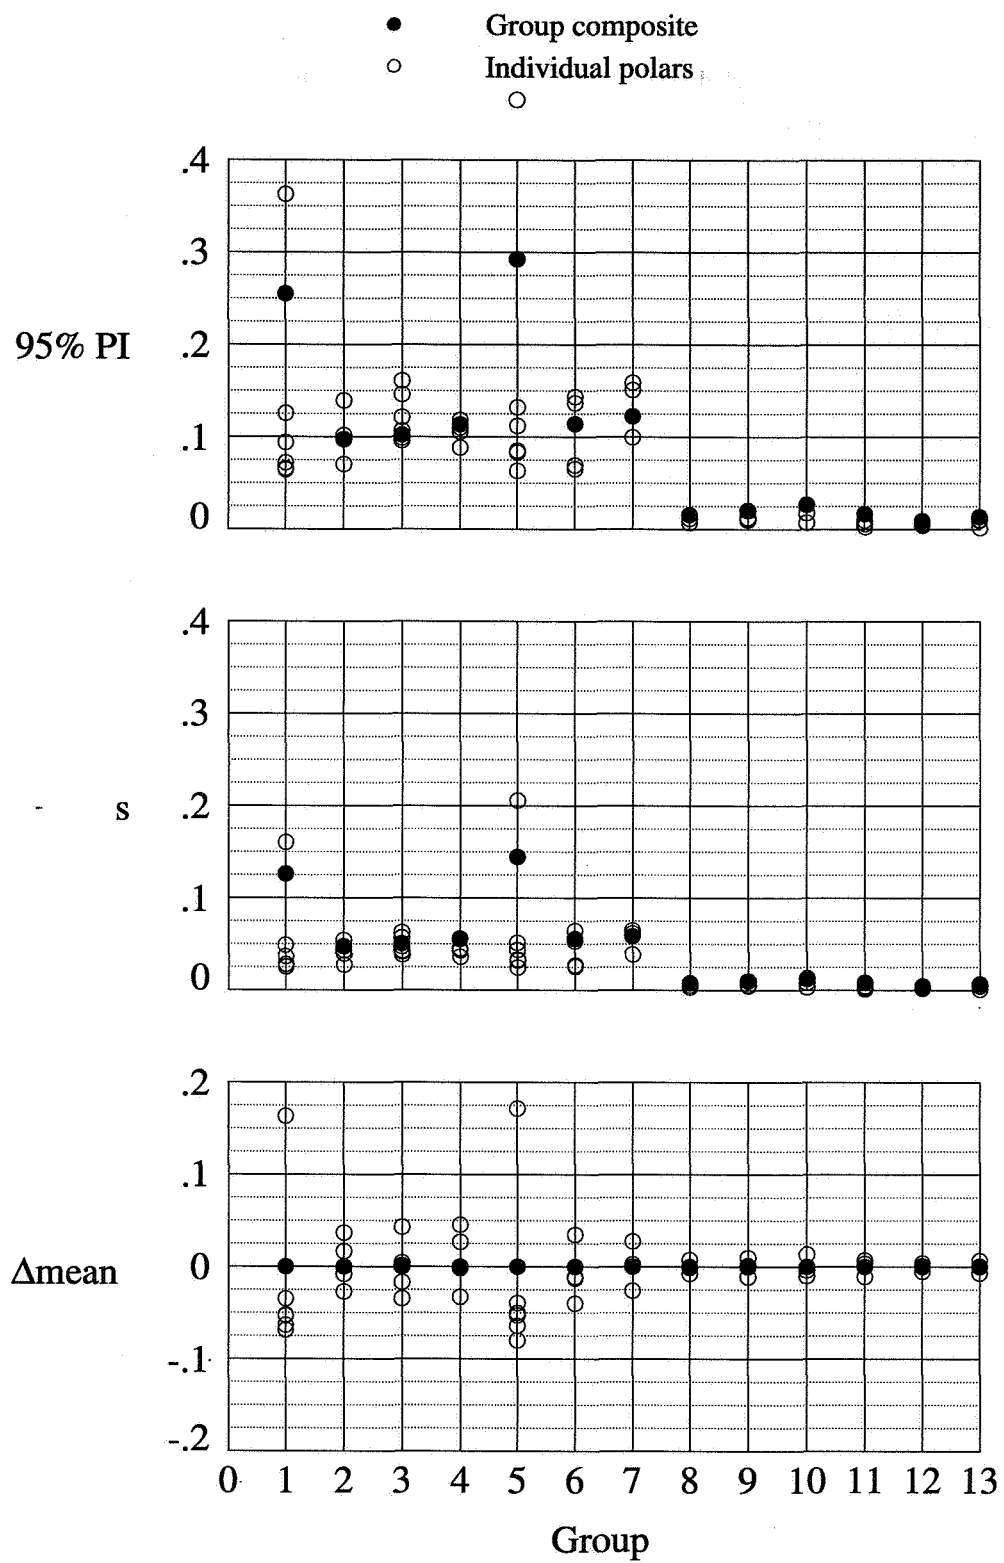 Group composite
Individual polars
.4
.3
95% PI
.2
.1
0
.4
.3
s
.2
.1
0
.2
.1
Δmean
0
-.1
-.2
0 1 2 3 4 5 6 7 8 9 10 11 12 13
Group